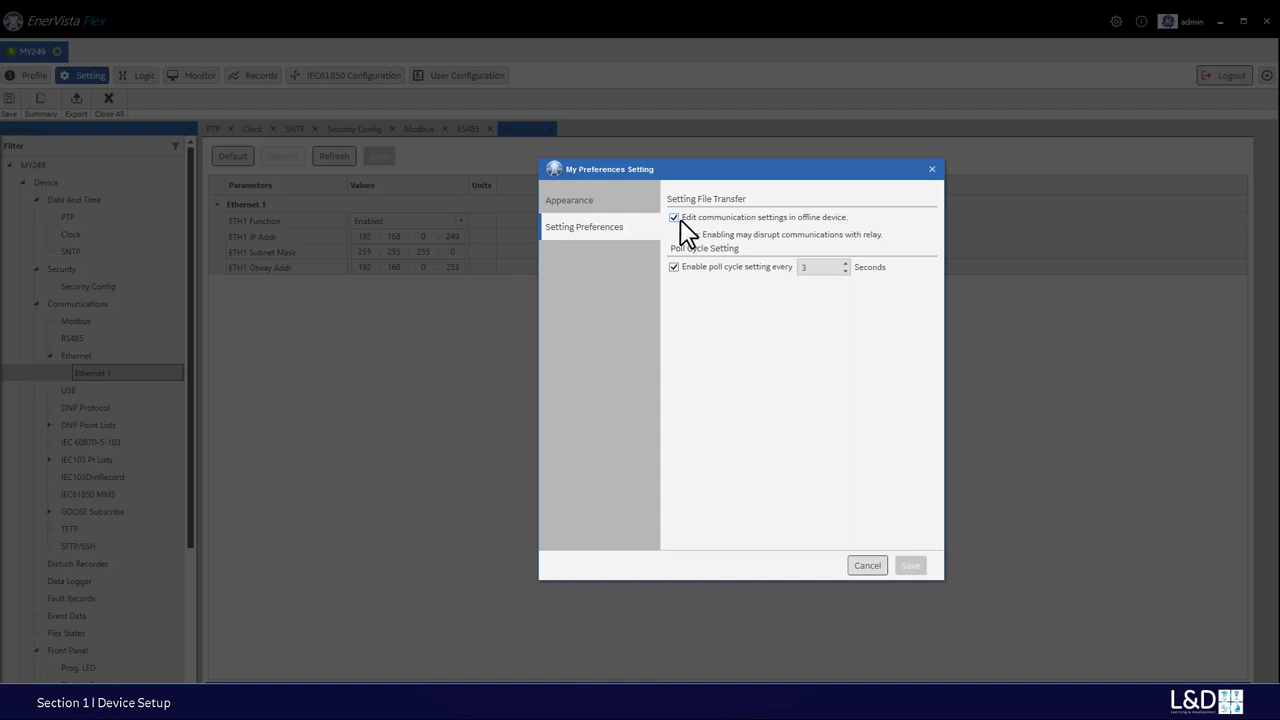 EnerVista Flex
admin
MY249
Profile
Setting
Logic
Monitor
Records
IEC61850 Configuration
User Configuration
Logout
Save
Summary
Export
Close All
PTP
Clock
SNTP
Security Config
Modbus
RS485
Filter
Default
Refresh
Save
MY249
Device
Date And Time
PTP
Clock
SNTP
Security
Security Config
Communications
Modbus
RS485
Ethernet
Ethernet 1
USB
DNP Protocol
DNP Point Lists
IEC 60870-5-103
IEC103 Pt Lists
IEC103DistRecord
IEC61850 MMS
GOOSE Subscribe
TFTP
SFTP/SSH
Disturb Recorder
Data Logger
Fault Records
Event Data
Flex States
Front Panel
Prog. LED
Parameters Values Units
Ethernet 1
ETH1 Function Enabled
ETH1 IP Addr 192 . 168 . 0 . 249
ETH1 Subnet Mask 255 . 255 . 255 . 0
ETH1 Gtway Addr 192 . 168 . 0 . 253
My Preferences Setting
Appearance
Setting Preferences
Setting File Transfer
Edit communication settings in offline device.
Enabling may disrupt communications with relay.
Poll Cycle Setting
Enable poll cycle setting every 3 Seconds
Cancel
Save
Section 1 | Device Setup
L&D